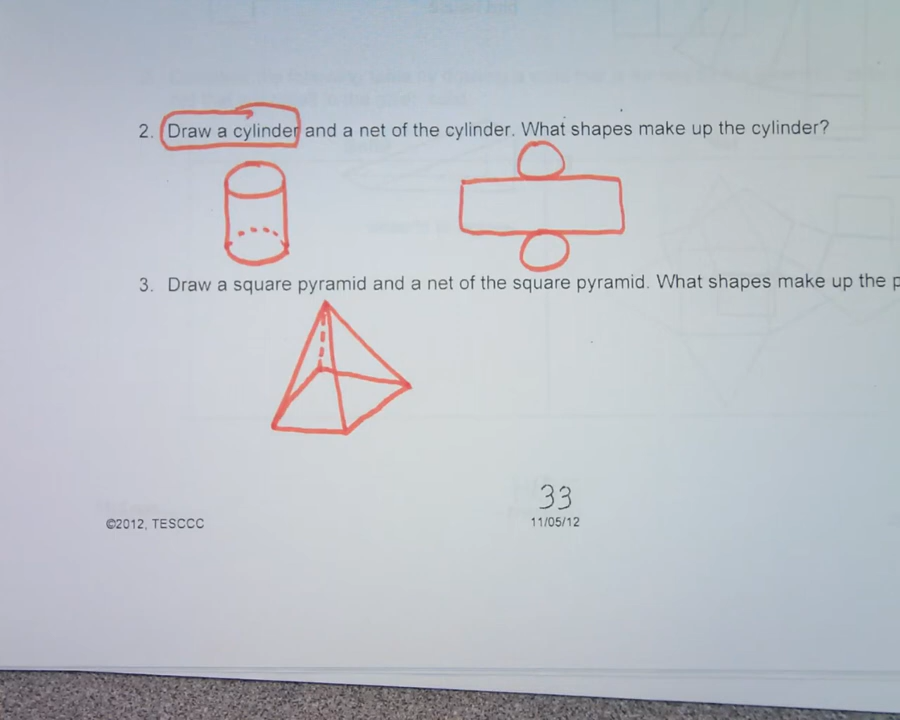 2. Draw a cylinder and a net of the cylinder. What shapes make up the cylinder?
3. Draw a square pyramid and a net of the square pyramid. What shapes make up the
33
©2012, TESCCC
11/05/12